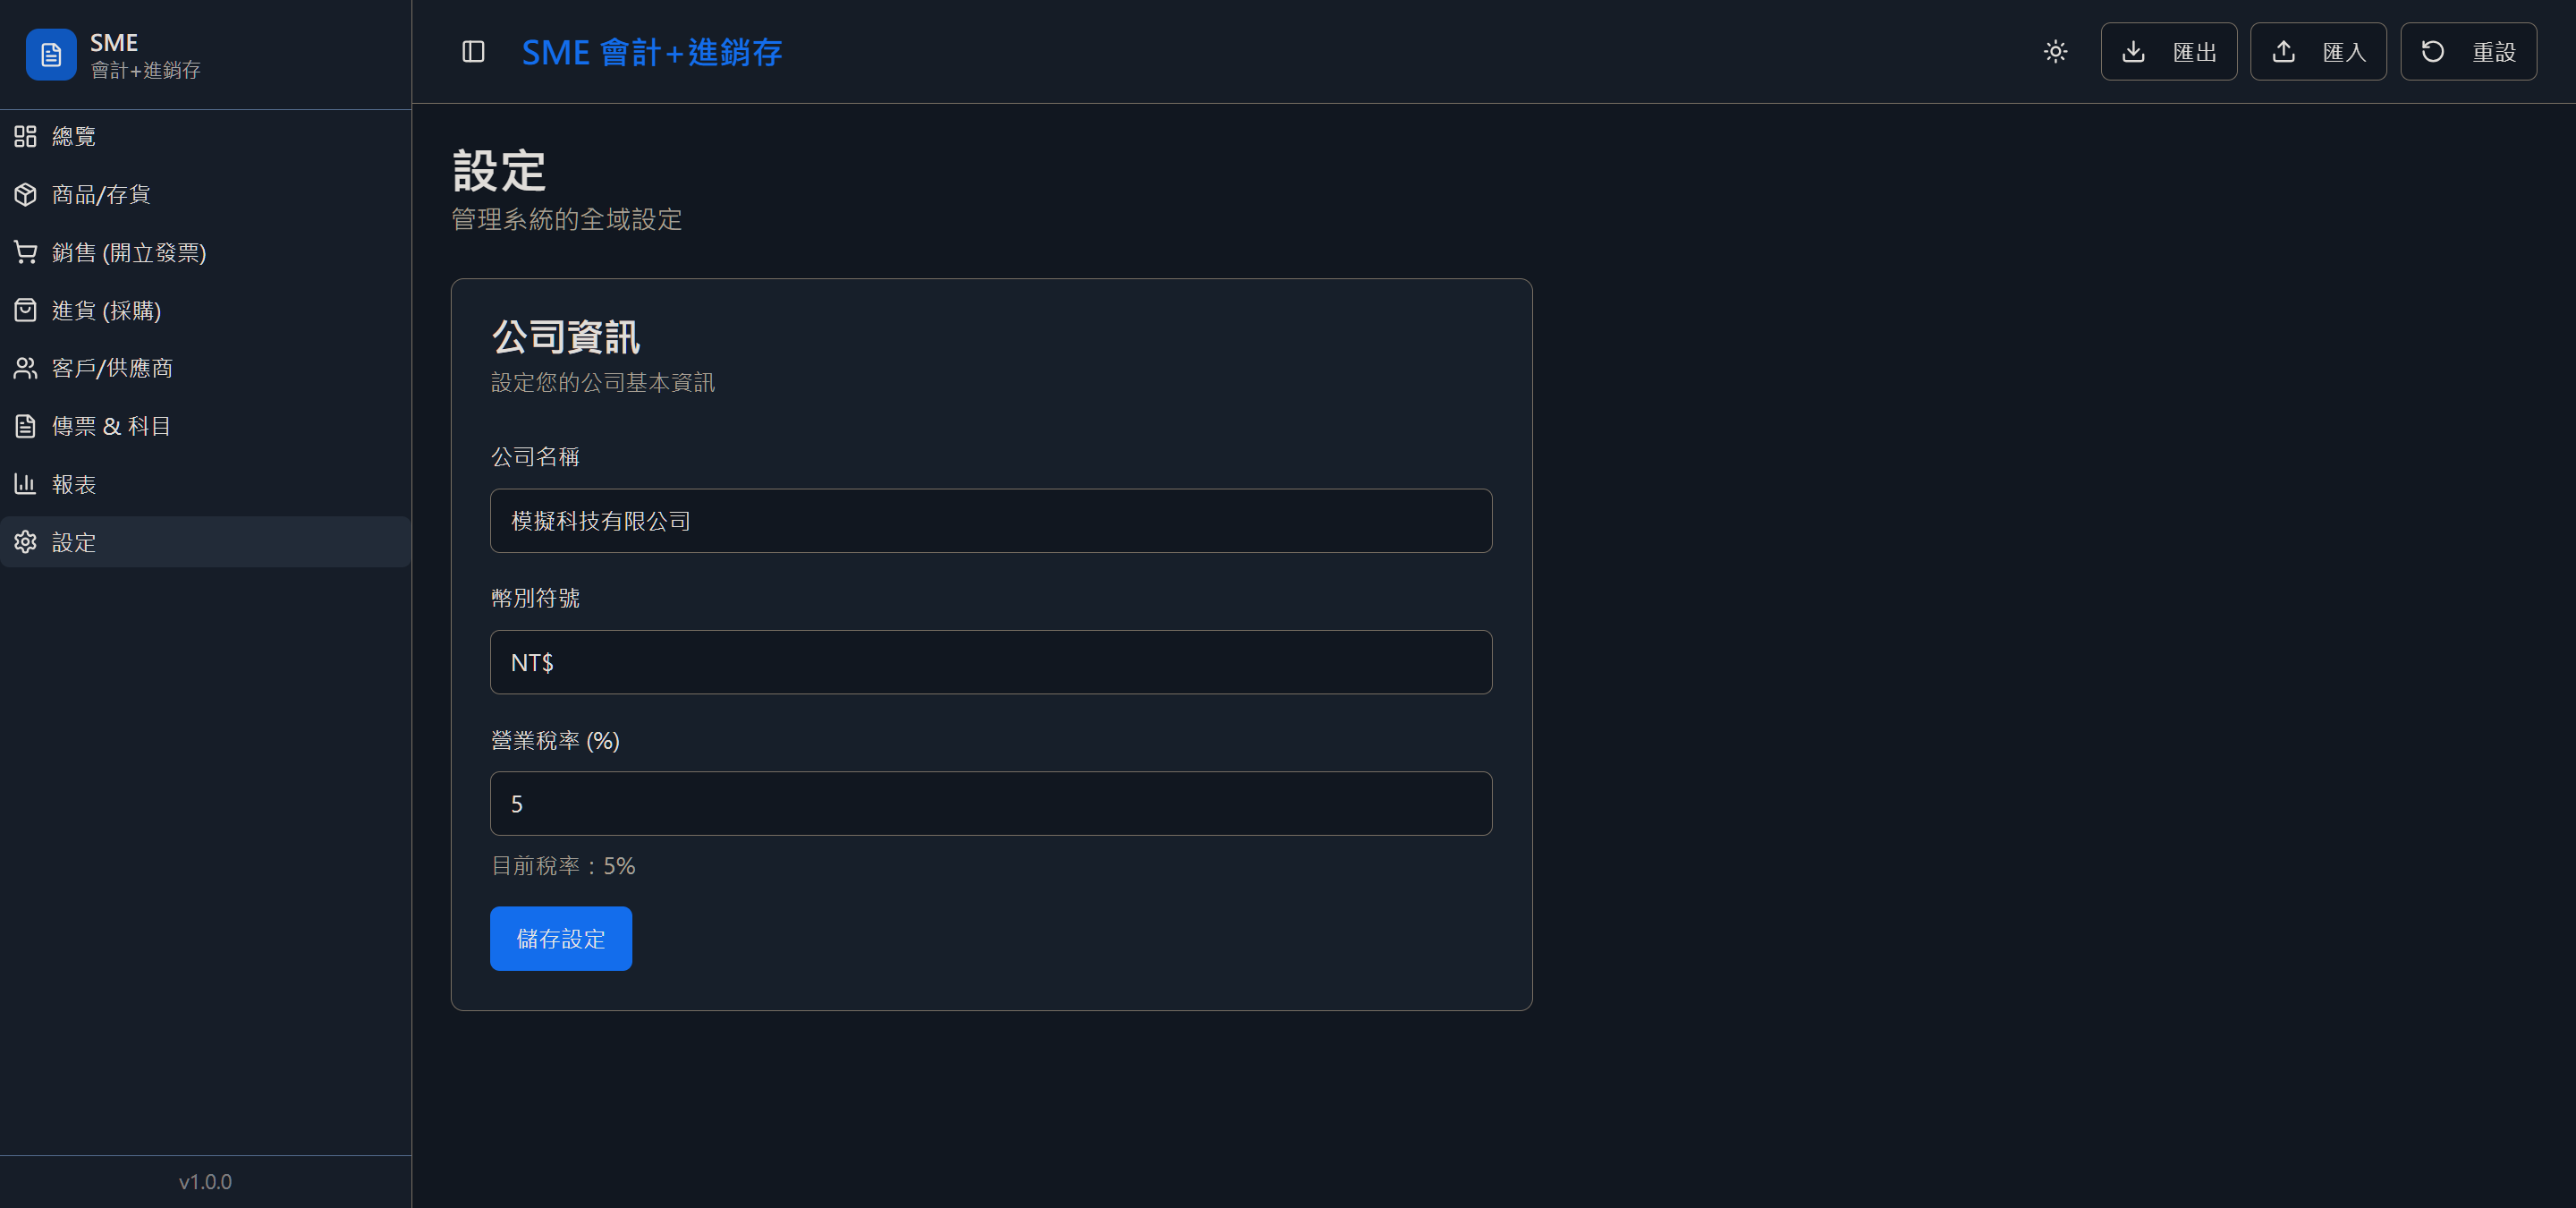 SME
會計+進銷存
總覽
商品/存貨
銷售 (開立發票)
進貨 (採購)
客戶/供應商
傳票 & 科目
報表
設定
v1.0.0
SME 會計+進銷存
匯出
匯入
重設
設定
管理系統的全域設定
公司資訊
設定您的公司基本資訊
公司名稱
模擬科技有限公司
幣別符號
NT$
營業稅率 (%)
5
目前稅率：5%
儲存設定